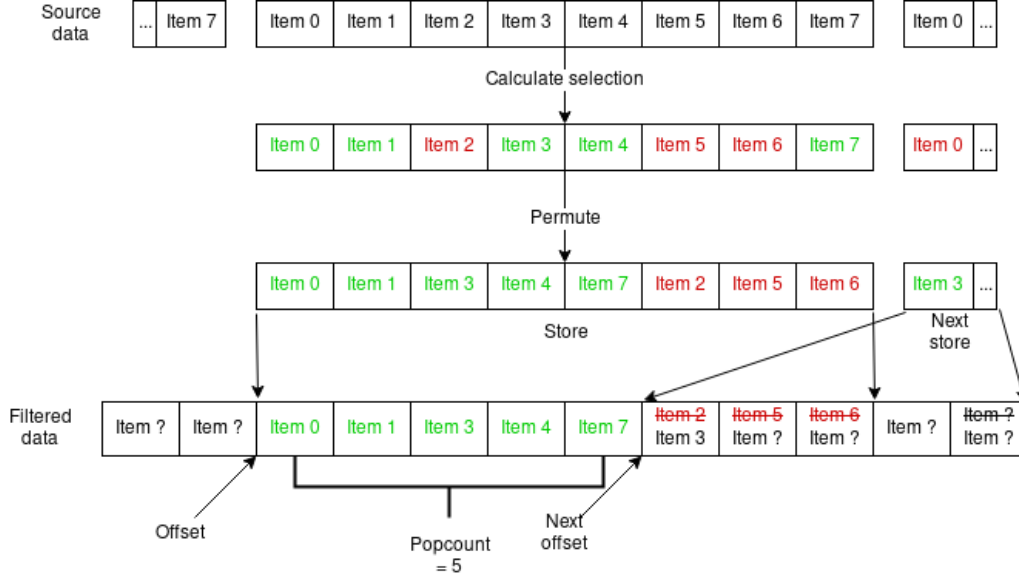 Source
data
... Item 7 Item 0 Item 1 Item 2 Item 3 Item 4 Item 5 Item 6 Item 7 Item 0 ...
Calculate selection
Item 0 Item 1 Item 2 Item 3 Item 4 Item 5 Item 6 Item 7 Item 0 ...
Permute
Item 0 Item 1 Item 3 Item 4 Item 7 Item 2 Item 5 Item 6 Item 3 ...
Store
Next
store
Filtered
data
Item ? Item ? Item 0 Item 1 Item 3 Item 4 Item 7
Item 2 Item 5 Item 6
Item 3 Item ? Item ?
Item ?
Item ?
Item ?
Offset
Popcount
= 5
Next
offset